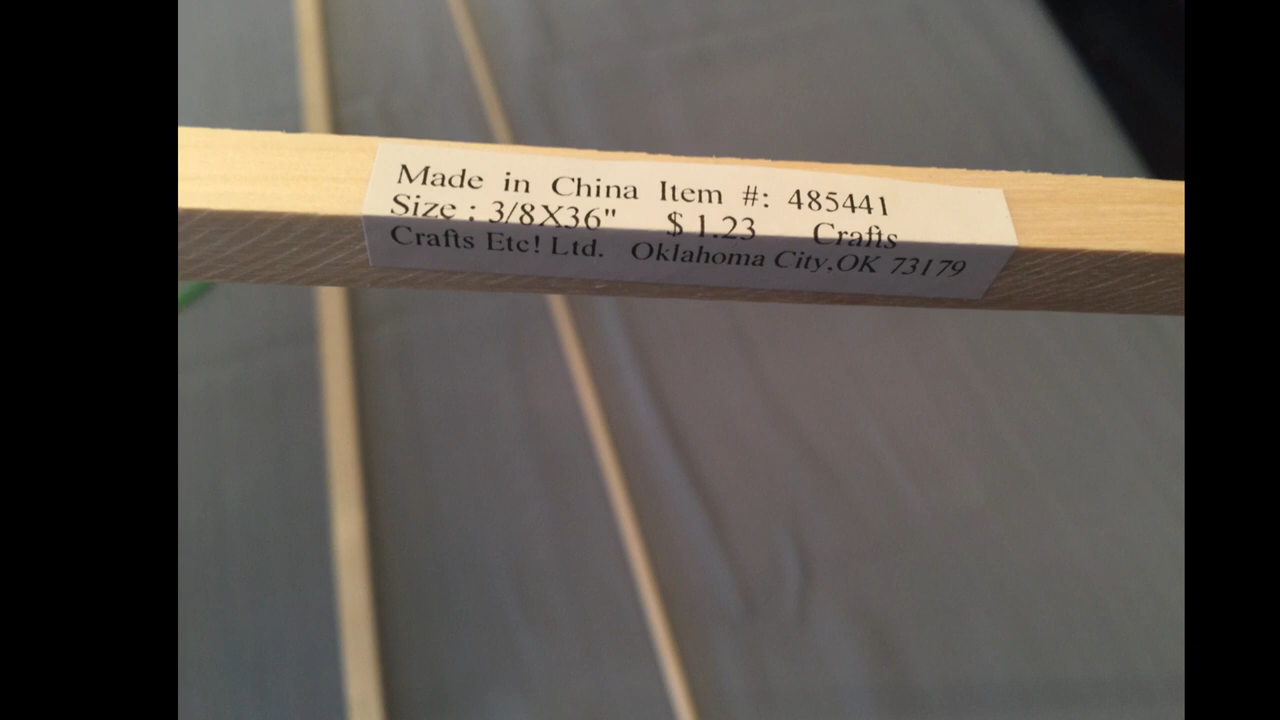 Made in China Item #: 485441
Size : 3/8X36" $ 1.23 Crafts
Crafts Etc! Ltd. Oklahoma City,OK 73179